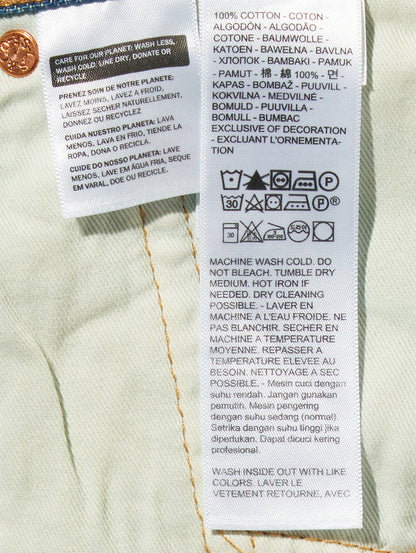 CARE FOR OUR PLANET: WASH LESS,
WASH COLD, LINE DRY, DONATE OR
RECYCLE
PRENEZ SOIN DE NOTRE PLANETE:
LAVEZ MOINS, LAVEZ A FROID,
LAISSEZ SECHER NATURELLEMENT,
DONNEZ OU RECYCLEZ
CUIDA NUESTRO PLANETA: LAVA
MENOS, LAVA EN FRIO, TIENDE LA
ROPA, DONA O RECICLA.
CUIDE DO NOSSO PLANETA: LAVE
MENOS, LAVE EM ÁGUA FRIA, SEQUE
EM VARAL, DOE OU RECICLE.
100% COTTON - COTON -
ALGODÓN - ALGODÃO -
COTONE - BAUMWOLLE -
KATOEN - BAWEŁNA - BAVLNA
- ХЛОПОК - BAMBAKI - PAMUK
- PAMUT - 棉 - 綿 100% - 면 -
KAPAS - BOMBAŽ - PUUVILL -
KOKVILNA - MEDVILNĖ -
BOMULD - PUUVILLA -
BOMULL - BUMBAC
EXCLUSIVE OF DECORATION
- EXCLUANT L'ORNEMENTA-
TION
P
30 P ®
30
MACHINE WASH COLD. DO
NOT BLEACH. TUMBLE DRY
MEDIUM. HOT IRON IF
NEEDED. DRY CLEANING
POSSIBLE. - LAVER EN
MACHINE A L'EAU FROIDE. NE
PAS BLANCHIR. SECHER EN
MACHINE A TEMPERATURE
MOYENNE. REPASSER A
TEMPERATURE ELEVEE AU
BESOIN. NETTOYAGE A SEC
POSSIBLE. - Mesin cuci dengan
suhu rendah. Jangan gunakan
pemutih. Mesin pengering
dengan suhu sedang (normal)
Setrika dengan suhu tinggi jika
diperlukan. Dapat dicuci kering
profesional.
WASH INSIDE OUT WITH LIKE
COLORS. LAVER LE
VETEMENT RETOURNE, AVEC